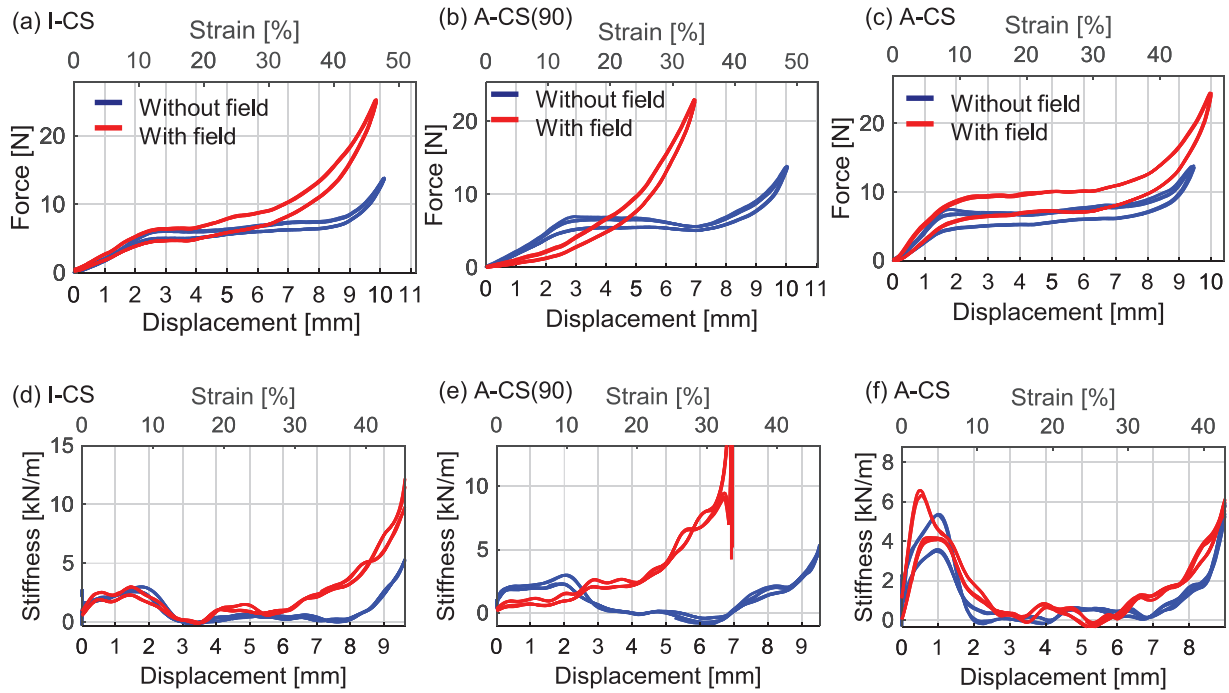 (a) I-CS
Strain [%]
0 10 20 30 40 50
Without field
With field
Force [N]
20
10
0
0 1 2 3 4 5 6 7 8 9 10 11
Displacement [mm]
(b) A-CS(90)
Strain [%]
0 10 20 30 40 50
Without field
With field
Force [N]
20
10
0
0 1 2 3 4 5 6 7 8 9 10 11
Displacement [mm]
(c) A-CS
Strain [%]
0 10 20 30 40
Without field
With field
Force [N]
20
10
0
0 1 2 3 4 5 6 7 8 9 10
Displacement [mm]
(d) I-CS
Strain [%]
0 10 20 30 40
Stiffness [kN/m]
15
10
5
0
0 1 2 3 4 5 6 7 8 9
Displacement [mm]
(e) A-CS(90)
Strain [%]
0 10 20 30 40
Stiffness [kN/m]
10
5
0
0 1 2 3 4 5 6 7 8 9
Displacement [mm]
(f) A-CS
Strain [%]
0 10 20 30 40
Stiffness [kN/m]
8
6
4
2
0
0 1 2 3 4 5 6 7 8
Displacement [mm]